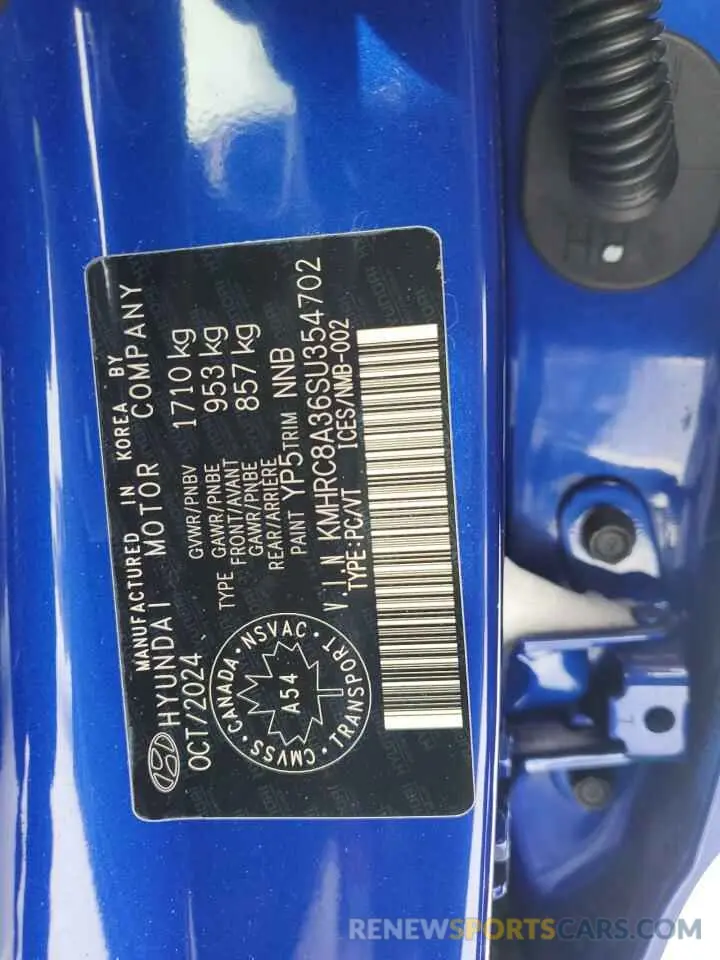 MANUFACTURED IN KOREA BY
HYUNDAI MOTOR COMPANY
OCT/2024
GVWR/PNBV 1710 kg
TYPE GAWR/PNBE FRONT/AVANT 953 kg
GAWR/PNBE REAR/ARRIERE 857 kg
PAINT YP5 TRIM NNB
V.I.N KMHRC8A36SU354702
TYPE:PC/VT ICES/NMB-002
CANADA · NSVAC · TRANSPORT · CMVSS ·
A54
RENEWSPORTSCARS.COM